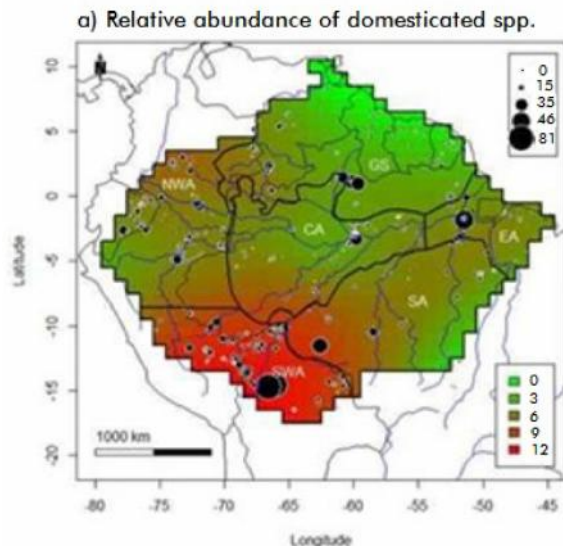 a) Relative abundance of domesticated spp.
N
0
15
35
46
81
10
5
0
-5
-10
-15
-20
Latitude
NWA
GS
CA
EA
SA
SWA
1000 km
0
3
6
9
12
-80
-75
-70
-65
-60
-55
-50
-45
Longitude